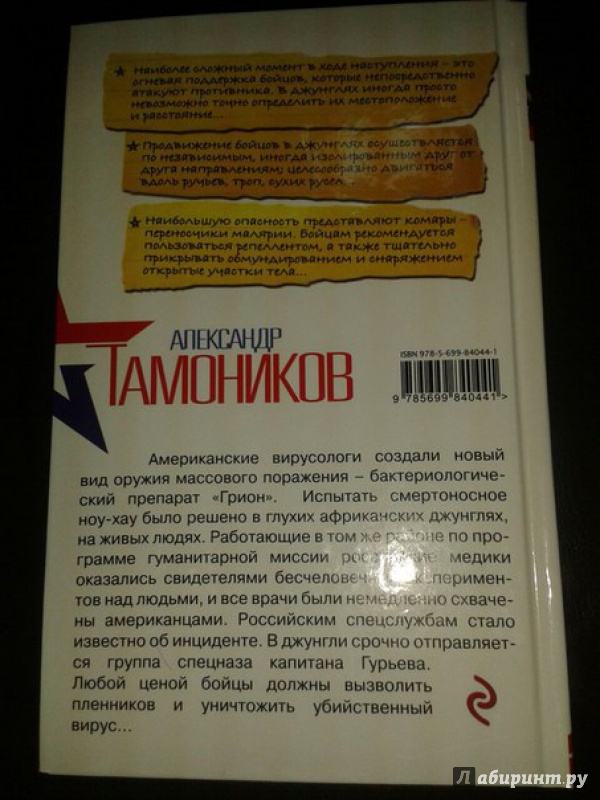 Наиболее сложный момент в ходе наступления – это
огневая поддержка бойцов, которые непосредственно
атакуют противника. В джунглях иногда просто
невозможно точно определить их местоположение
и расстояние...
Продвижение бойцов в джунглях осуществляется
по независимым, иногда изолированным друг от
друга направлениям; целесообразно двигаться
вдоль ручьев, троп, сухих русел...
Наибольшую опасность представляют комары –
переносчики малярии. Бойцам рекомендуется
пользоваться репеллентом, а также тщательно
прикрывать обмундированием и снаряжением
открытые участки тела...
АЛЕКСАНДР
ТАМОНИКОВ
ISBN 978-5-699-84044-1
9 785699 840441 >
Американские вирусологи создали новый
вид оружия массового поражения – бактериологиче-
ский препарат «Грион». Испытать смертоносное
ноу-хау было решено в глухих африканских джунглях,
на живых людях. Работающие в том же районе по про-
грамме гуманитарной миссии российские медики
оказались свидетелями бесчеловечных эксперимен-
тов над людьми, и все врачи были немедленно схваче-
ны американцами. Российским спецслужбам стало
известно об инциденте. В джунгли срочно отправляет-
ся группа спецназа капитана Гурьева.
Любой ценой бойцы должны вызволить
пленников и уничтожить убийственный
вирус...
Лабиринт.ру